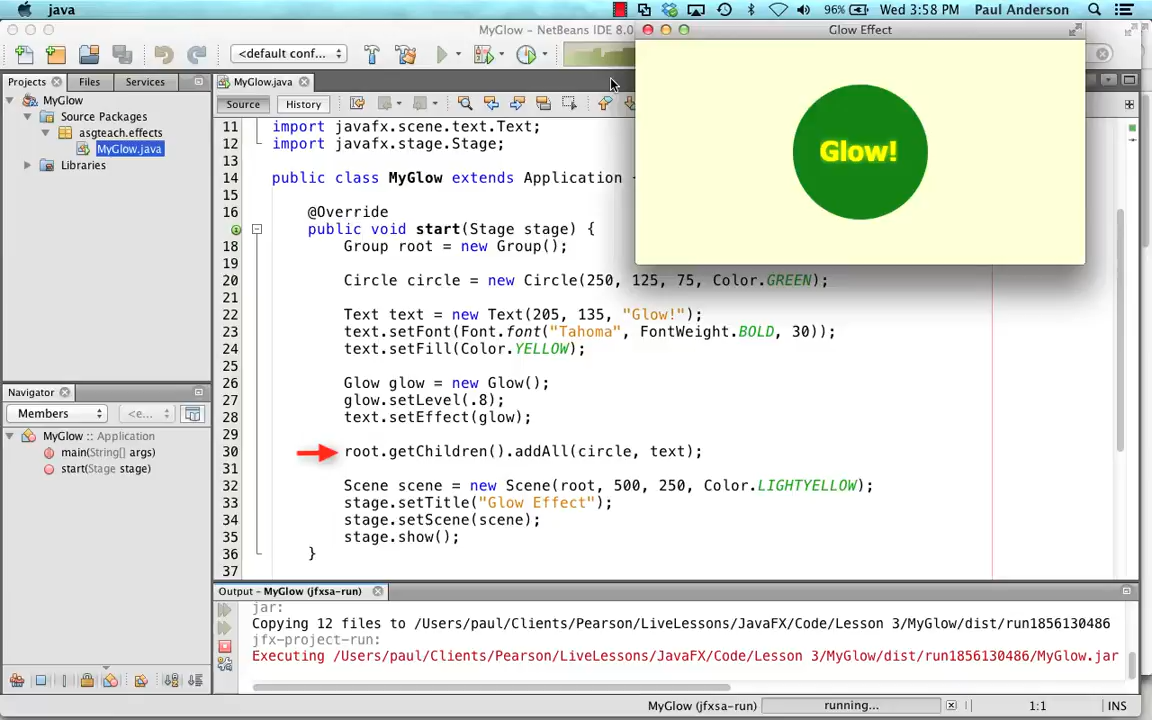 java
96%
Wed 3:58 PM
Paul Anderson
MyGlow – NetBeans IDE 8.0
Glow Effect
<default conf...
Projects
Files
Services
MyGlow.java
MyGlow
Source Packages
asgteach.effects
MyGlow.java
Libraries
Source
History
Glow!
11 import javafx.scene.text.Text;
12 import javafx.stage.Stage;
13
14 public class MyGlow extends Application
15
16 @Override
public void start(Stage stage) {
18 Group root = new Group();
19
20 Circle circle = new Circle(250, 125, 75, Color.GREEN);
21
22 Text text = new Text(205, 135, "Glow!");
23 text.setFont(Font.font("Tahoma", FontWeight.BOLD, 30));
24 text.setFill(Color.YELLOW);
25
26 Glow glow = new Glow();
27 glow.setLevel(.8);
28 text.setEffect(glow);
29
30 root.getChildren().addAll(circle, text);
31
32 Scene scene = new Scene(root, 500, 250, Color.LIGHTYELLOW);
33 stage.setTitle("Glow Effect");
34 stage.setScene(scene);
35 stage.show();
36 }
37
Navigator
Members
<e...
MyGlow :: Application
main(String[] args)
start(Stage stage)
Output – MyGlow (jfxsa-run)
jar:
Copying 12 files to /Users/paul/Clients/Pearson/LiveLessons/JavaFX/Code/Lesson 3/MyGlow/dist/run1856130486
jfx-project-run:
Executing /Users/paul/Clients/Pearson/LiveLessons/JavaFX/Code/Lesson 3/MyGlow/dist/run1856130486/MyGlow.jar
MyGlow (jfxsa-run)
running...
1:1
INS